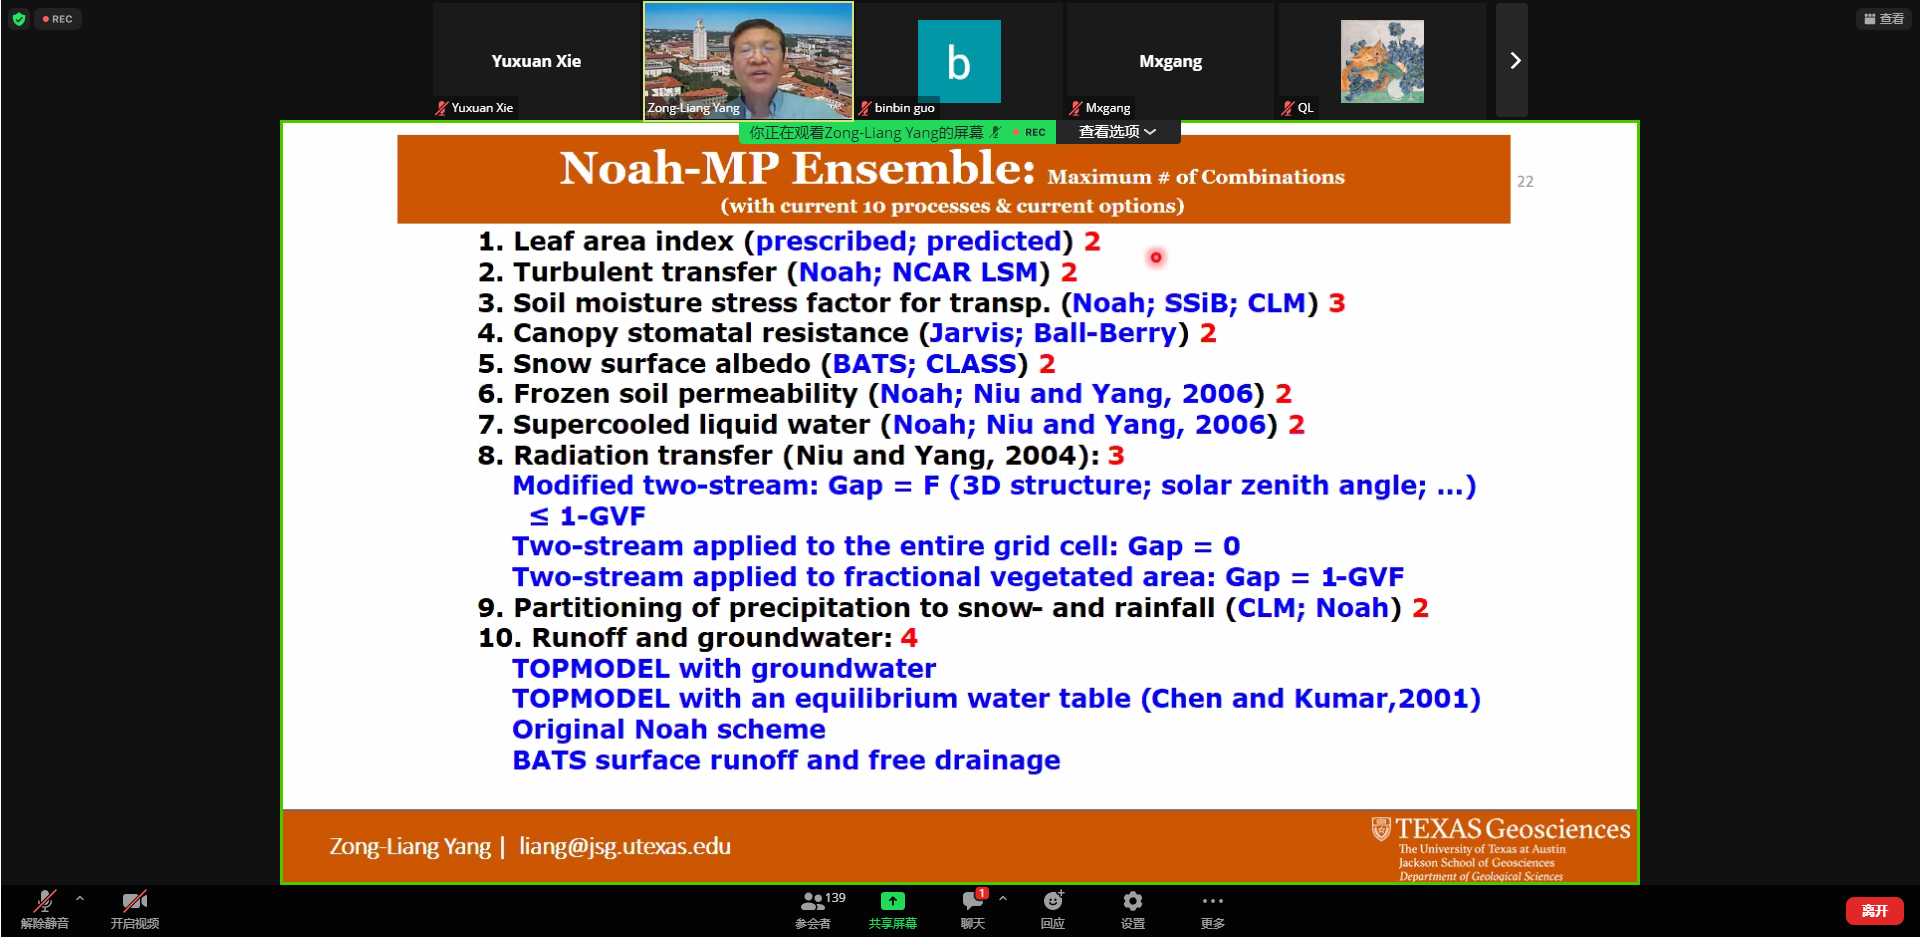 REC
查看
Yuxuan Xie
Yuxuan Xie
Zong-Liang Yang
b
binbin guo
Mxgang
Mxgang
QL
你正在观看Zong-Liang Yang的屏幕
REC
查看选项
Noah-MP Ensemble: Maximum # of Combinations
(with current 10 processes & current options)
22
1. Leaf area index (prescribed; predicted) 2
2. Turbulent transfer (Noah; NCAR LSM) 2
3. Soil moisture stress factor for transp. (Noah; SSiB; CLM) 3
4. Canopy stomatal resistance (Jarvis; Ball-Berry) 2
5. Snow surface albedo (BATS; CLASS) 2
6. Frozen soil permeability (Noah; Niu and Yang, 2006) 2
7. Supercooled liquid water (Noah; Niu and Yang, 2006) 2
8. Radiation transfer (Niu and Yang, 2004): 3
Modified two-stream: Gap = F (3D structure; solar zenith angle; ...)
≤ 1-GVF
Two-stream applied to the entire grid cell: Gap = 0
Two-stream applied to fractional vegetated area: Gap = 1-GVF
9. Partitioning of precipitation to snow- and rainfall (CLM; Noah) 2
10. Runoff and groundwater: 4
TOPMODEL with groundwater
TOPMODEL with an equilibrium water table (Chen and Kumar,2001)
Original Noah scheme
BATS surface runoff and free drainage
Zong-Liang Yang | liang@jsg.utexas.edu
TEXAS Geosciences
The University of Texas at Austin
Jackson School of Geosciences
Department of Geological Sciences
解除静音
开启视频
139
参会者
共享屏幕
1
聊天
回应
设置
更多
离开